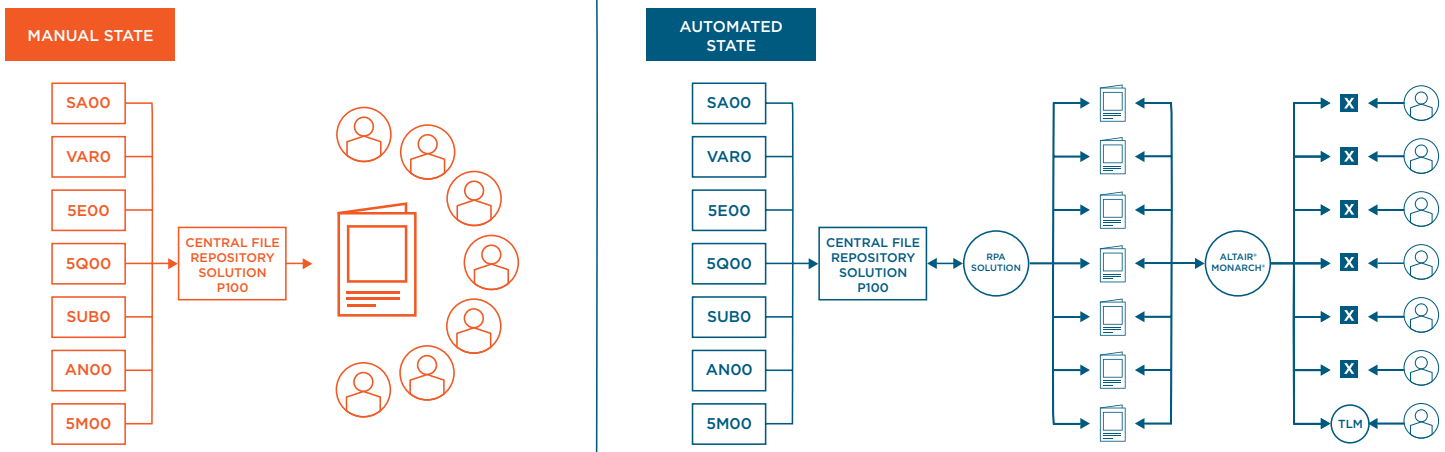 MANUAL STATE
SA00
VAR0
5E00
5Q00
SUB0
AN00
5M00
CENTRAL FILE
REPOSITORY
SOLUTION
P100
AUTOMATED
STATE
SA00
VAR0
5E00
5Q00
SUB0
AN00
5M00
CENTRAL FILE
REPOSITORY
SOLUTION
P100
RPA
SOLUTION
ALTAIR®
MONARCH®
X
X
X
X
X
X
TLM